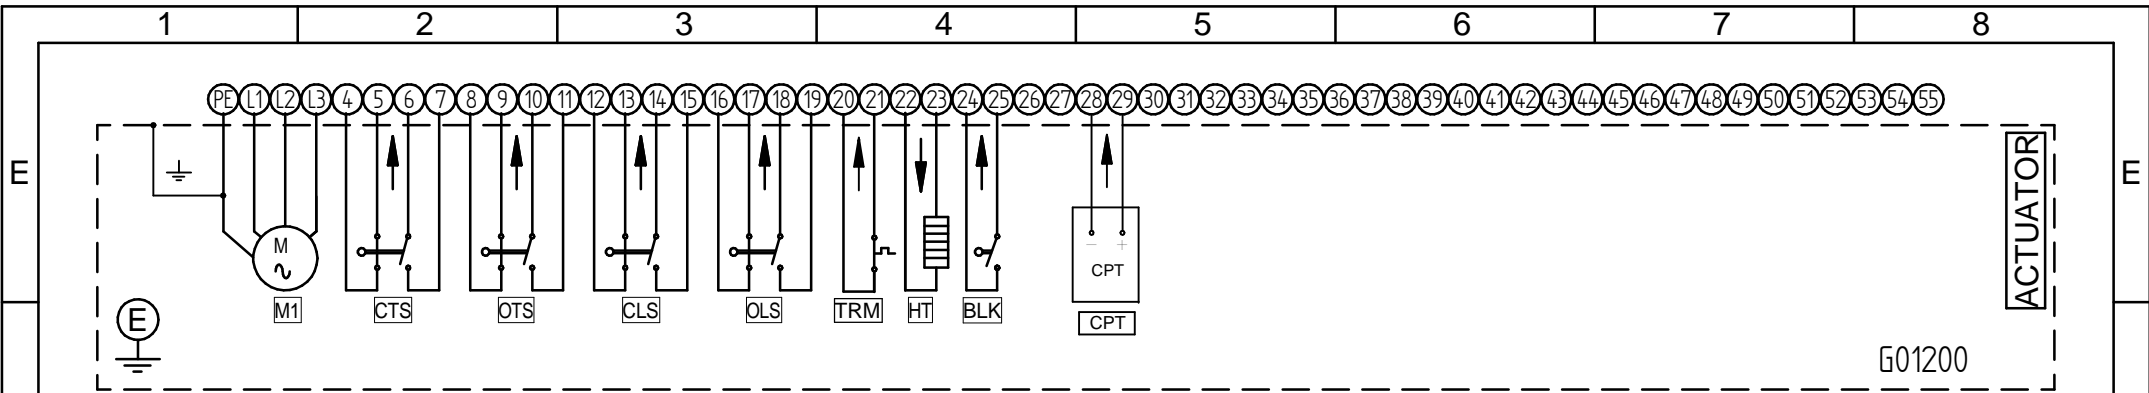 1 2 3 4 5 6 7 8
PE L1 L2 L3 4 5 6 7 8 9 10 11 12 13 14 15 16 17 18 19 20 21 22 23 24 25 26 27 28 29 30 31 32 33 34 35 36 37 38 39 40 41 42 43 44 45 46 47 48 49 50 51 52 53 54 55
E E
ACTUATOR
M
- +
CPT
M1 CTS OTS CLS OLS TRM HT BLK CPT
E
G01200